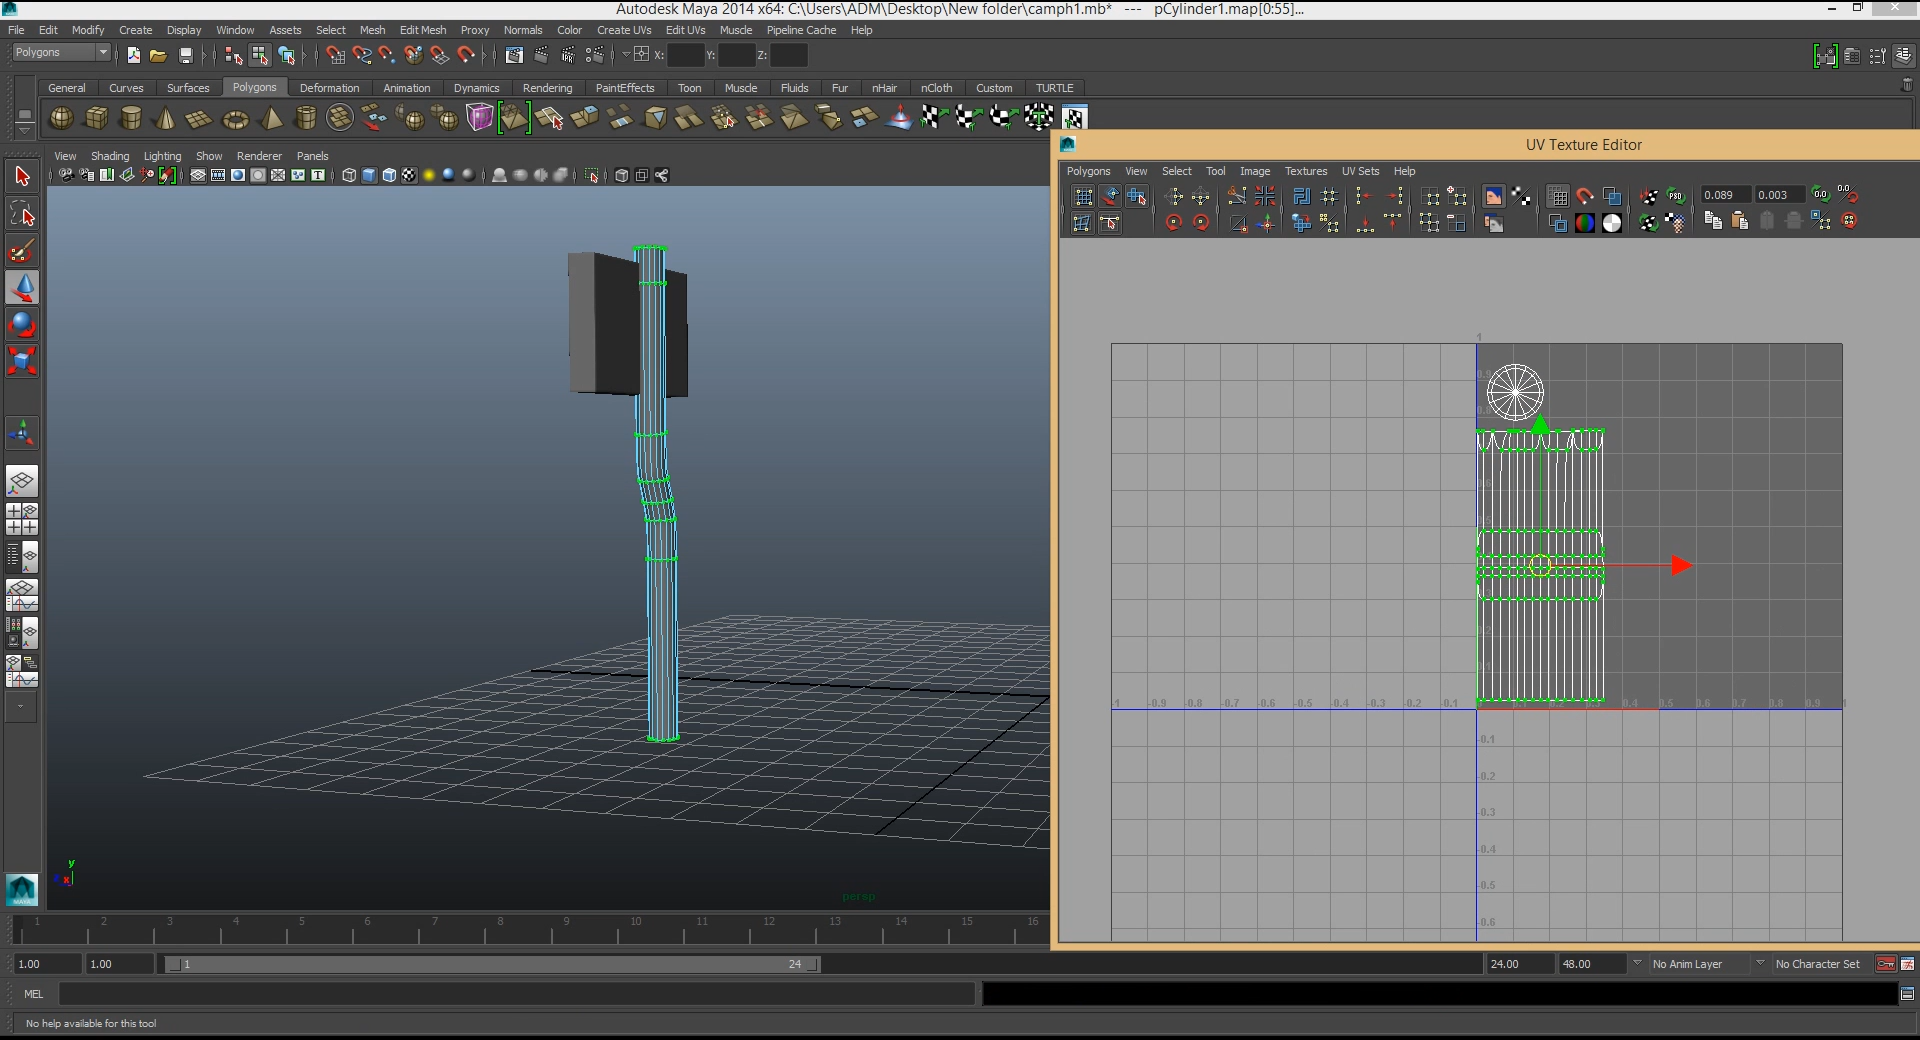 Autodesk Maya 2014 x64: C:\Users\ADM\Desktop\New folder\camph1.mb*   ---   pCylinder1.map[0:55]...
File Edit Modify Create Display Window Assets Select Mesh Edit Mesh Proxy Normals Color Create UVs Edit UVs Muscle Pipeline Cache Help
Polygons X: Y: Z:
General Curves Surfaces Polygons Deformation Animation Dynamics Rendering PaintEffects Toon Muscle Fluids Fur nHair nCloth Custom TURTLE
UV Texture Editor
View Shading Lighting Show Renderer Panels
Polygons View Select Tool Image Textures UV Sets Help
0.089 0.003
1
-1 -0.9 -0.8 -0.7 -0.6 -0.5 -0.4 -0.3 -0.2 -0.1 0.4 0.5 0.6 0.7 0.8 0.9
-0.1
-0.2
-0.3
-0.4
-0.5
-0.6
y
x
persp
MAYA
1 2 3 4 5 6 7 8 9 10 11 12 13 14 15 16
1.00 1.00 1 24 24.00 48.00 No Anim Layer No Character Set
MEL
No help available for this tool